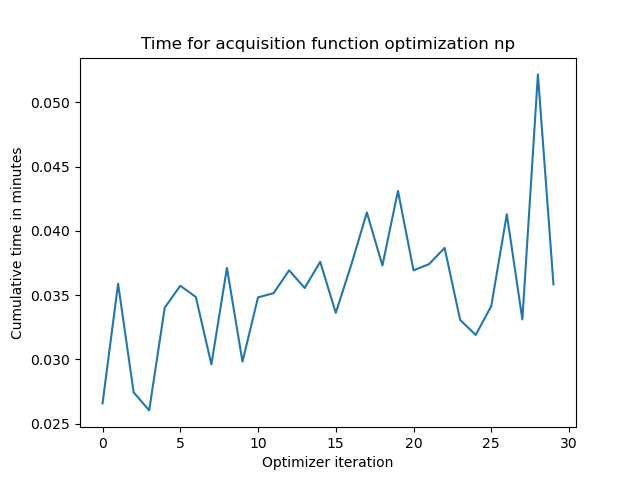 Time for acquisition function optimization np
Cumulative time in minutes
0.050
0.045
0.040
0.035
0.030
0.025
0 5 10 15 20 25 30
Optimizer iteration